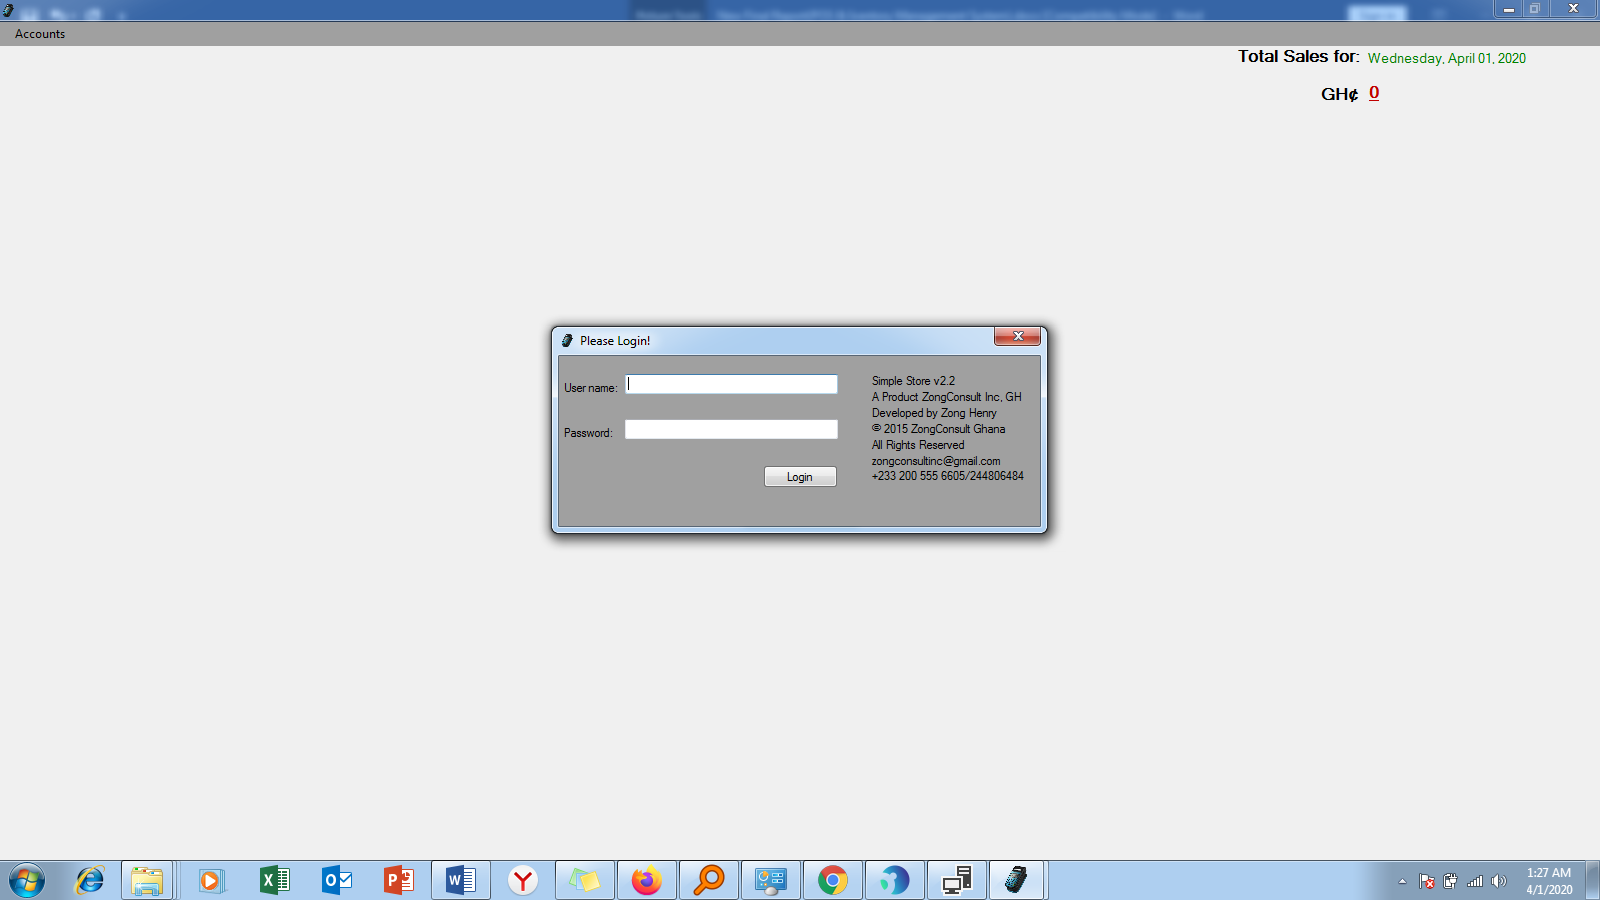 Accounts
Total Sales for: Wednesday, April 01, 2020
GH¢ 0
Please Login!
User name:
Password:
Login
Simple Store v2.2
A Product ZongConsult Inc, GH
Developed by Zong Henry
© 2015 ZongConsult Ghana
All Rights Reserved
zongconsultinc@gmail.com
+233 200 555 6605/244806484
1:27 AM
4/1/2020